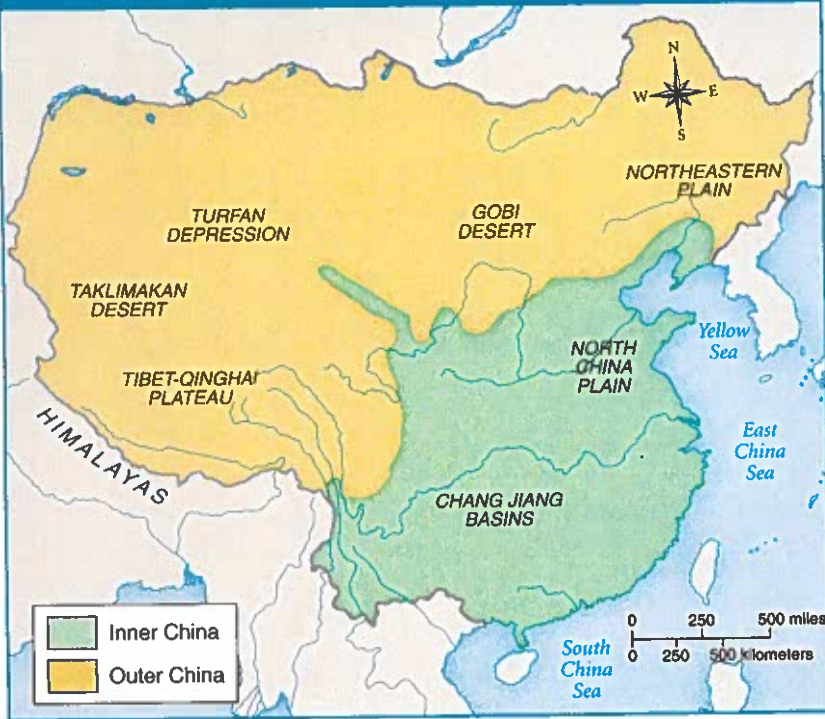 N
W E
S
NORTHEASTERN
PLAIN
TURFAN
DEPRESSION
GOBI
DESERT
TAKLIMAKAN
DESERT
Yellow
Sea
NORTH
CHINA
PLAIN
TIBET-QINGHAI
PLATEAU
HIMALAYAS
East
China
Sea
CHANG JIANG
BASINS
Inner China
Outer China
0 250 500 miles
0 250 500 kilometers
South
China
Sea